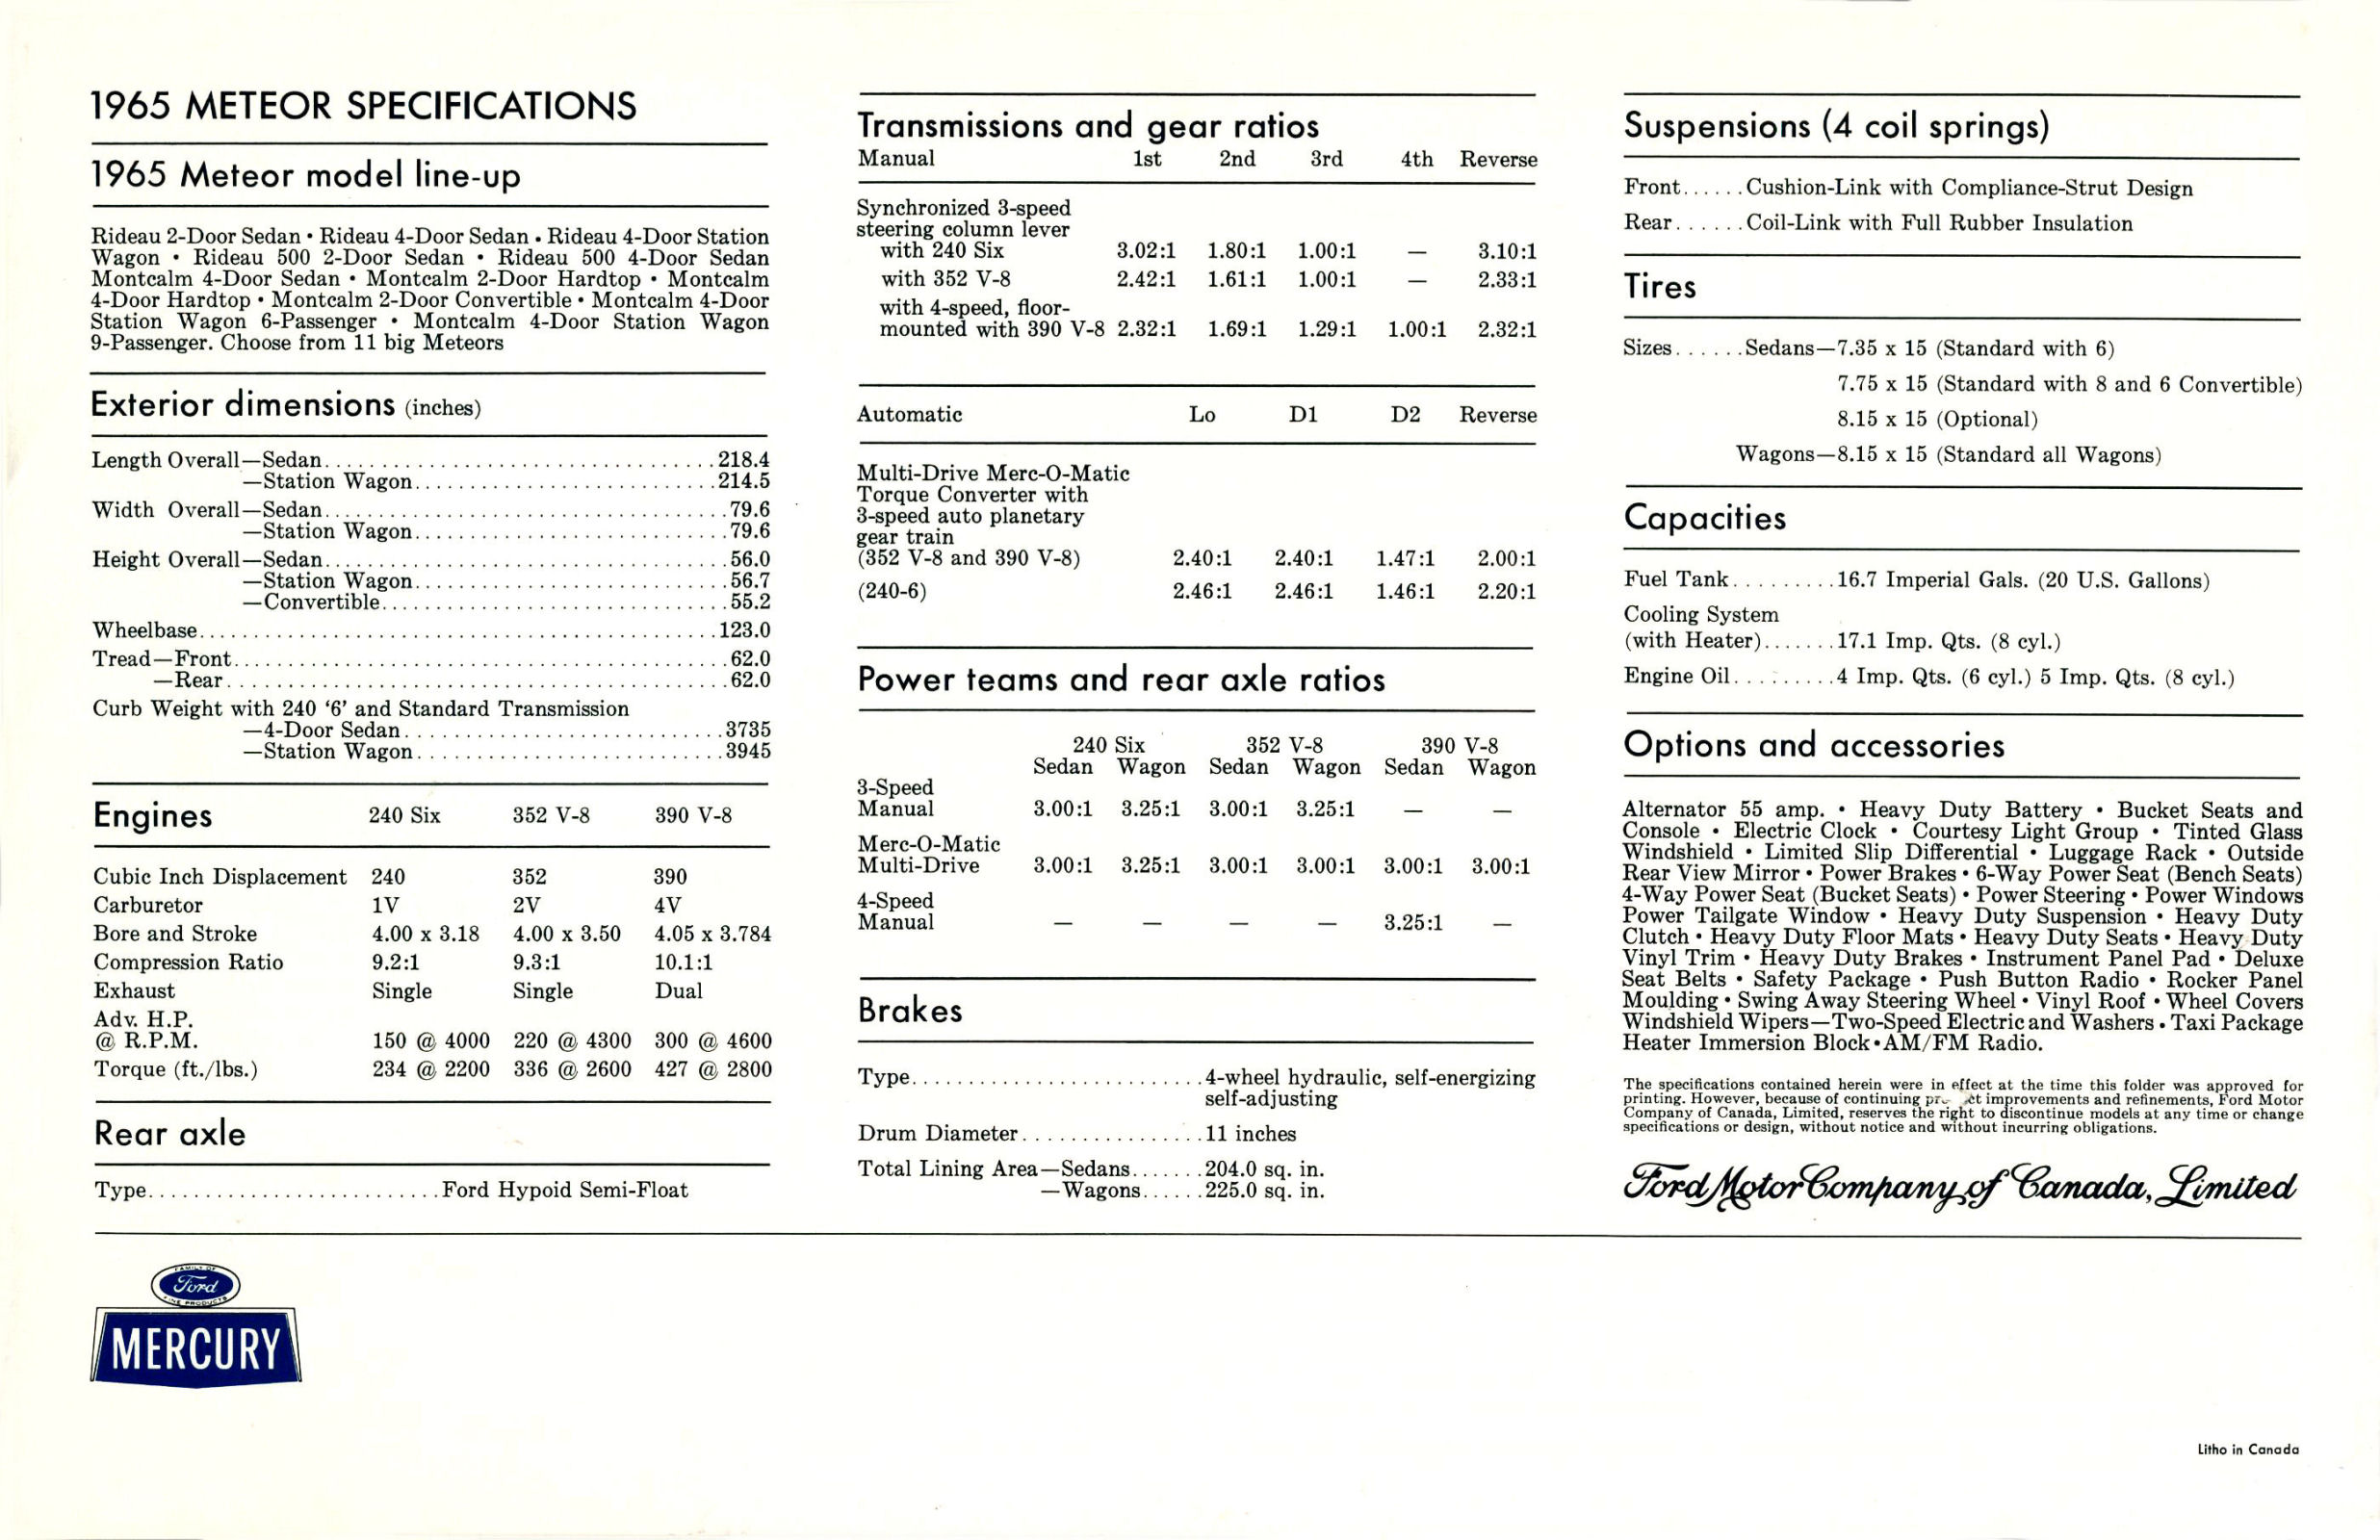 1965 METEOR SPECIFICATIONS
1965 Meteor model line-up
Rideau 2-Door Sedan • Rideau 4-Door Sedan • Rideau 4-Door Station
Wagon • Rideau 500 2-Door Sedan • Rideau 500 4-Door Sedan
Montcalm 4-Door Sedan • Montcalm 2-Door Hardtop • Montcalm
4-Door Hardtop • Montcalm 2-Door Convertible • Montcalm 4-Door
Station Wagon 6-Passenger • Montcalm 4-Door Station Wagon
9-Passenger. Choose from 11 big Meteors
Exterior dimensions (inches)
Length Overall—Sedan 218.4
—Station Wagon 214.5
Width Overall—Sedan 79.6
—Station Wagon 79.6
Height Overall—Sedan 56.0
—Station Wagon 56.7
—Convertible 55.2
Wheelbase 123.0
Tread—Front 62.0
—Rear 62.0
Curb Weight with 240 ‘6’ and Standard Transmission
—4-Door Sedan 3735
—Station Wagon 3945
Engines 240 Six 352 V-8 390 V-8
Cubic Inch Displacement 240 352 390
Carburetor 1V 2V 4V
Bore and Stroke 4.00 x 3.18 4.00 x 3.50 4.05 x 3.784
Compression Ratio 9.2:1 9.3:1 10.1:1
Exhaust Single Single Dual
Adv. H.P.
@ R.P.M. 150 @ 4000 220 @ 4300 300 @ 4600
Torque (ft./lbs.) 234 @ 2200 336 @ 2600 427 @ 2800
Rear axle
Type Ford Hypoid Semi-Float
FAMILY OF
Ford
FINE PRODUCTS
MERCURY
Transmissions and gear ratios
Manual 1st 2nd 3rd 4th Reverse
Synchronized 3-speed
steering column lever
with 240 Six 3.02:1 1.80:1 1.00:1 — 3.10:1
with 352 V-8 2.42:1 1.61:1 1.00:1 — 2.33:1
with 4-speed, floor-
mounted with 390 V-8 2.32:1 1.69:1 1.29:1 1.00:1 2.32:1
Automatic Lo D1 D2 Reverse
Multi-Drive Merc-O-Matic
Torque Converter with
3-speed auto planetary
gear train
(352 V-8 and 390 V-8) 2.40:1 2.40:1 1.47:1 2.00:1
(240-6) 2.46:1 2.46:1 1.46:1 2.20:1
Power teams and rear axle ratios
240 Six 352 V-8 390 V-8
Sedan Wagon Sedan Wagon Sedan Wagon
3-Speed
Manual 3.00:1 3.25:1 3.00:1 3.25:1 — —
Merc-O-Matic
Multi-Drive 3.00:1 3.25:1 3.00:1 3.00:1 3.00:1 3.00:1
4-Speed
Manual — — — — 3.25:1 —
Brakes
Type 4-wheel hydraulic, self-energizing
self-adjusting
Drum Diameter 11 inches
Total Lining Area—Sedans 204.0 sq. in.
—Wagons 225.0 sq. in.
Suspensions (4 coil springs)
Front Cushion-Link with Compliance-Strut Design
Rear Coil-Link with Full Rubber Insulation
Tires
Sizes Sedans—7.35 x 15 (Standard with 6)
7.75 x 15 (Standard with 8 and 6 Convertible)
8.15 x 15 (Optional)
Wagons—8.15 x 15 (Standard all Wagons)
Capacities
Fuel Tank 16.7 Imperial Gals. (20 U.S. Gallons)
Cooling System
(with Heater) 17.1 Imp. Qts. (8 cyl.)
Engine Oil 4 Imp. Qts. (6 cyl.) 5 Imp. Qts. (8 cyl.)
Options and accessories
Alternator 55 amp. • Heavy Duty Battery • Bucket Seats and
Console • Electric Clock • Courtesy Light Group • Tinted Glass
Windshield • Limited Slip Differential • Luggage Rack • Outside
Rear View Mirror • Power Brakes • 6-Way Power Seat (Bench Seats)
4-Way Power Seat (Bucket Seats) • Power Steering • Power Windows
Power Tailgate Window • Heavy Duty Suspension • Heavy Duty
Clutch • Heavy Duty Floor Mats • Heavy Duty Seats • Heavy Duty
Vinyl Trim • Heavy Duty Brakes • Instrument Panel Pad • Deluxe
Seat Belts • Safety Package • Push Button Radio • Rocker Panel
Moulding • Swing Away Steering Wheel • Vinyl Roof • Wheel Covers
Windshield Wipers—Two-Speed Electric and Washers • Taxi Package
Heater Immersion Block • AM/FM Radio.
The specifications contained herein were in effect at the time this folder was approved for
printing. However, because of continuing improvements and refinements, Ford Motor
Company of Canada, Limited, reserves the right to discontinue models at any time or change
specifications or design, without notice and without incurring obligations.
Ford Motor Company of Canada, Limited
Litho in Canada